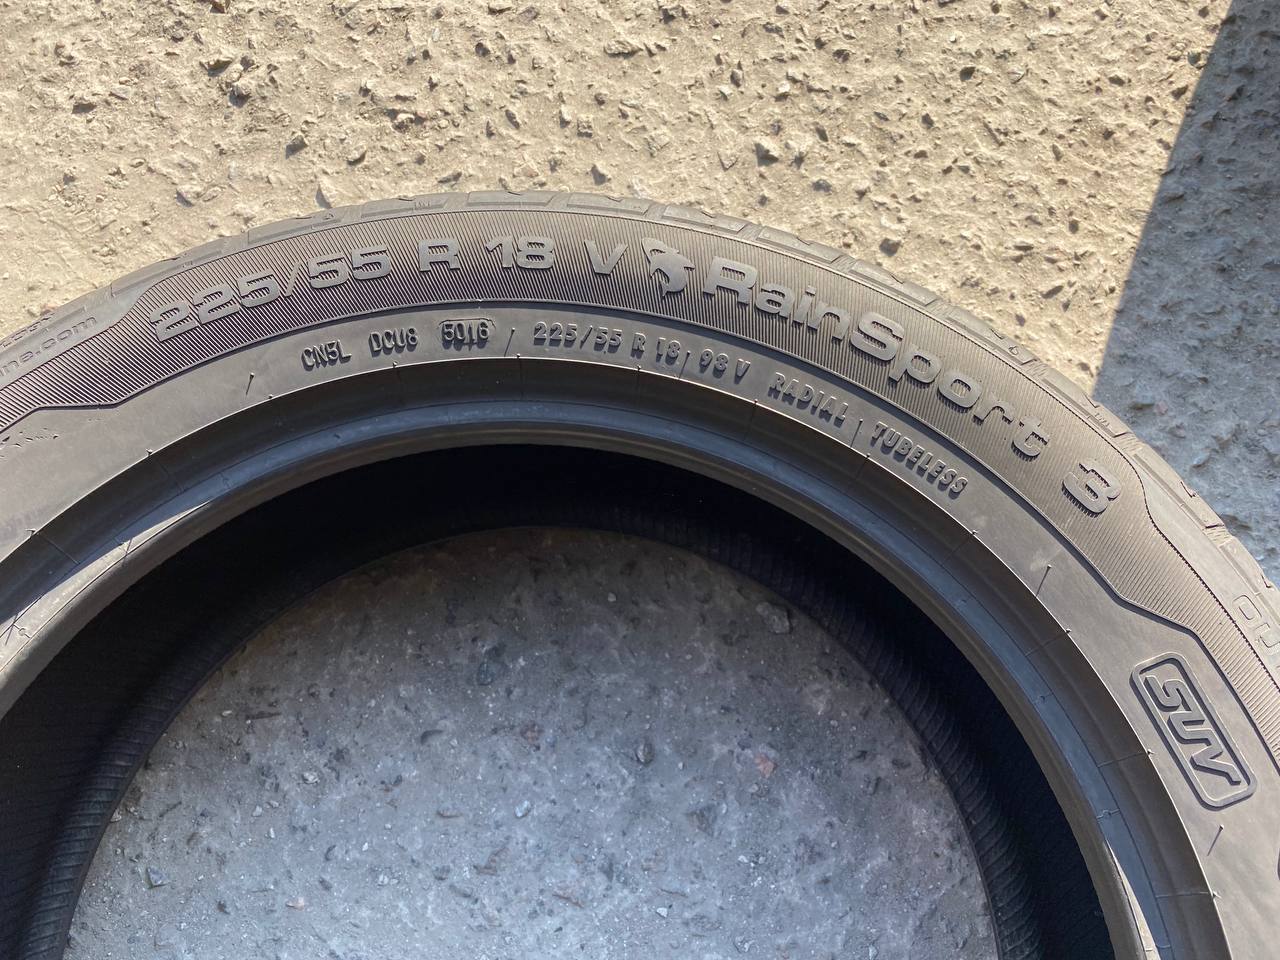 225/55 R 18 V RainSport 3
CN5L DCU8 5016 225/55 R 18 98 V RADIAL TUBELESS
SUV